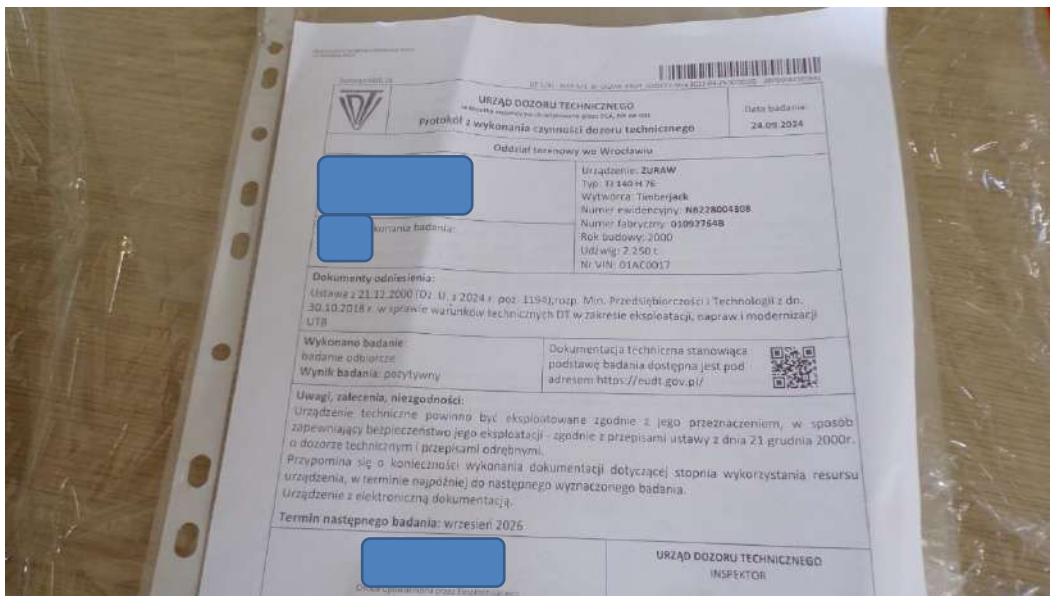 URZĄD DOZORU TECHNICZNEGO
Protokół z wykonania czynności dozoru technicznego
Data badania:
24.09.2024
Oddział terenowy we Wrocławiu
Urządzenie: ŻURAW
Typ: TJ 140 H 76
Wytwórca: Timberjack
Numer ewidencyjny: N8228004308
Numer fabryczny: 01092764B
Rok budowy: 2000
Udźwig: 2.250 t
Nr VIN: 01AC0017
badania:
Dokumenty odniesienia:
Ustawa z 21.12.2000 (Dz. U. z 2024 r. poz. 1194),rozp. Min. Przedsiębiorczości i Technologii z dn.
30.10.2018 r. w sprawie warunków technicznych DT w zakresie eksploatacji, napraw i modernizacji
UTB
Wykonano badanie:
badanie odbiorcze
Wynik badania: pozytywny
Dokumentacja techniczna stanowiąca
podstawę badania dostępna jest pod
adresem https://eudt.gov.pl/
Uwagi, zalecenia, niezgodności:
Urządzenie techniczne powinno być eksploatowane zgodnie z jego przeznaczeniem, w sposób
zapewniający bezpieczeństwo jego eksploatacji - zgodnie z przepisami ustawy z dnia 21 grudnia 2000r.
o dozorze technicznym i przepisami odrębnymi.
Przypomina się o konieczności wykonania dokumentacji dotyczącej stopnia wykorzystania resursu
urządzenia, w terminie najpóźniej do następnego wyznaczonego badania.
Urządzenie z elektroniczną dokumentacją.
Termin następnego badania: wrzesień 2026
URZĄD DOZORU TECHNICZNEGO
INSPEKTOR